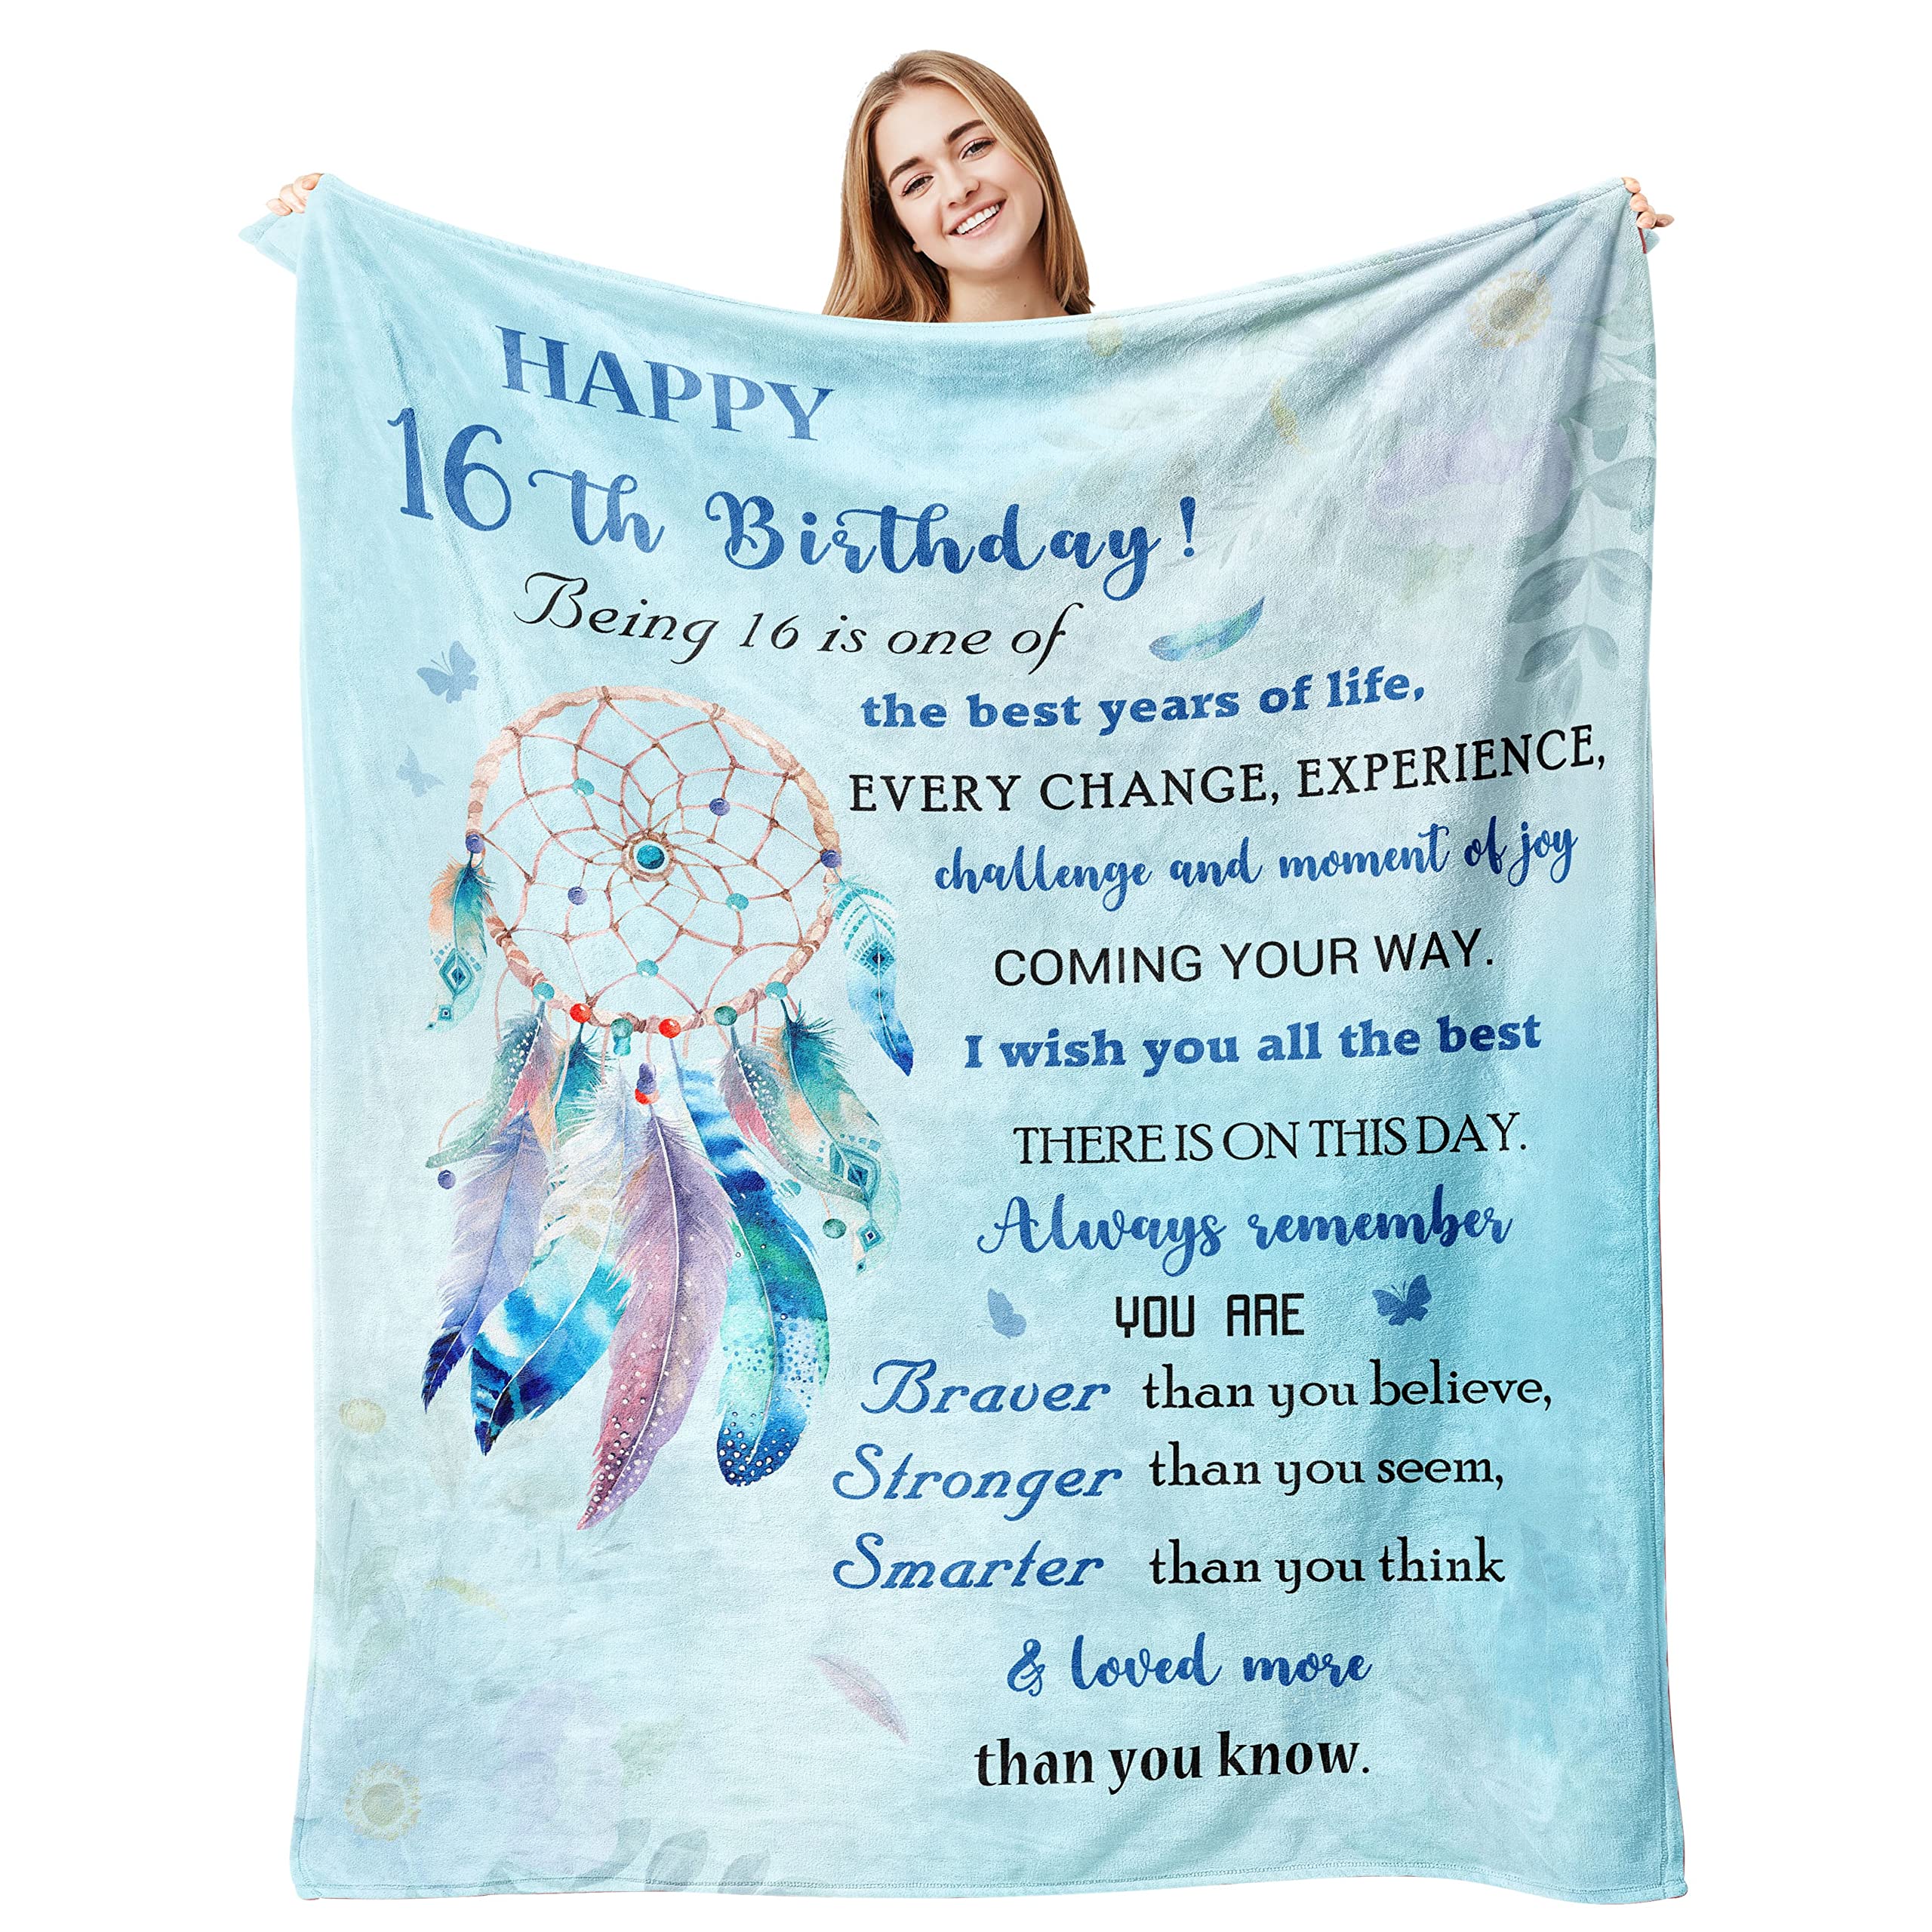 HAPPY
16th Birthday!
Being 16 is one of
the best years of life,
EVERY CHANGE, EXPERIENCE,
challenge and moment of joy
COMING YOUR WAY.
I wish you all the best
THERE IS ON THIS DAY.
Always remember
YOU ARE
Braver than you believe,
Stronger than you seem,
Smarter than you think
& loved more
than you know.